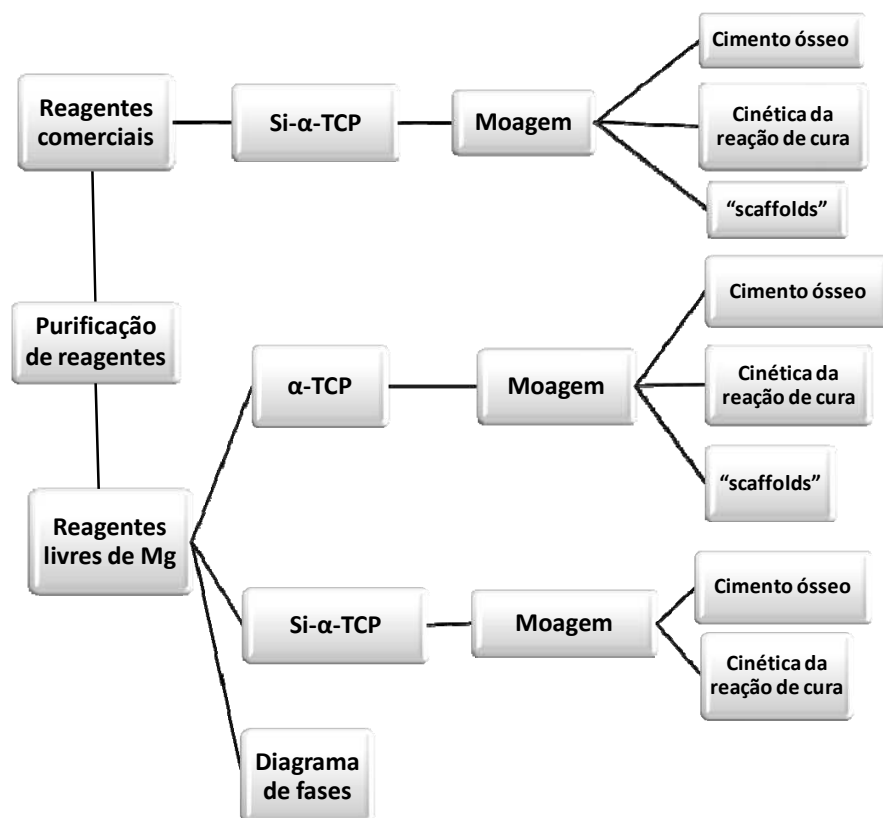 Reagentes
comerciais
Si-α-TCP
Moagem
Cimento ósseo
Cinética da
reação de cura
“scaffolds”
Purificação
de reagentes
Reagentes
livres de Mg
α-TCP
Moagem
Cimento ósseo
Cinética da
reação de cura
“scaffolds”
Si-α-TCP
Moagem
Cimento ósseo
Cinética da
reação de cura
Diagrama
de fases